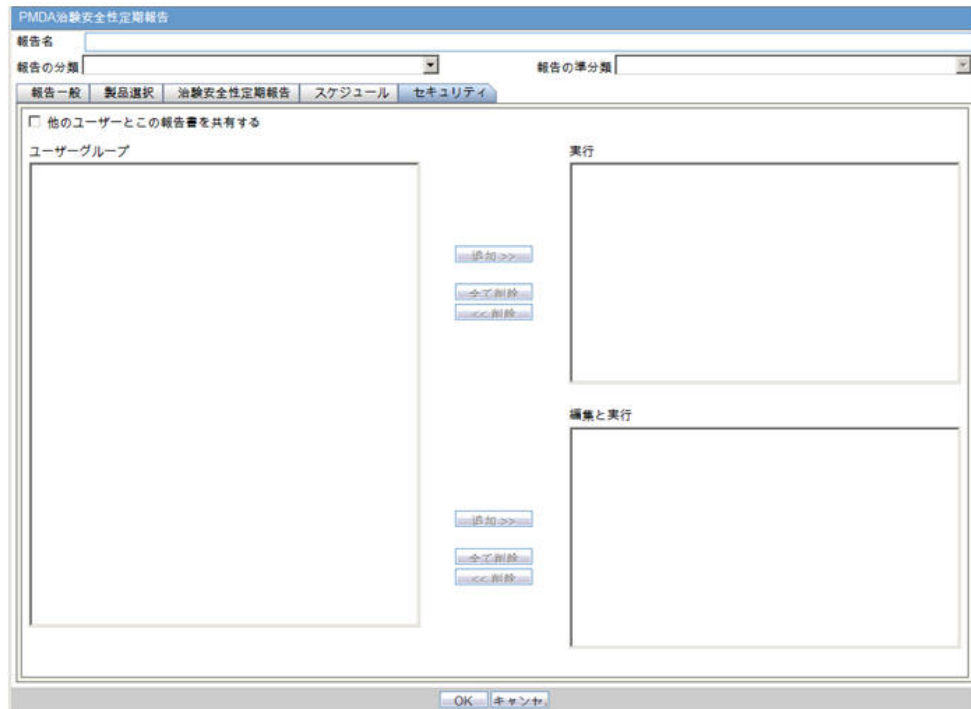 PMDA治験安全性定期報告
報告名
報告の分類 報告の準分類
報告一般 製品選択 治験安全性定期報告 スケジュール セキュリティ
他のユーザーとこの報告書を共有する
ユーザーグループ 実行
追加 >>
全て削除
<< 削除
編集と実行
追加 >>
全て削除
<< 削除
OK キャンセ